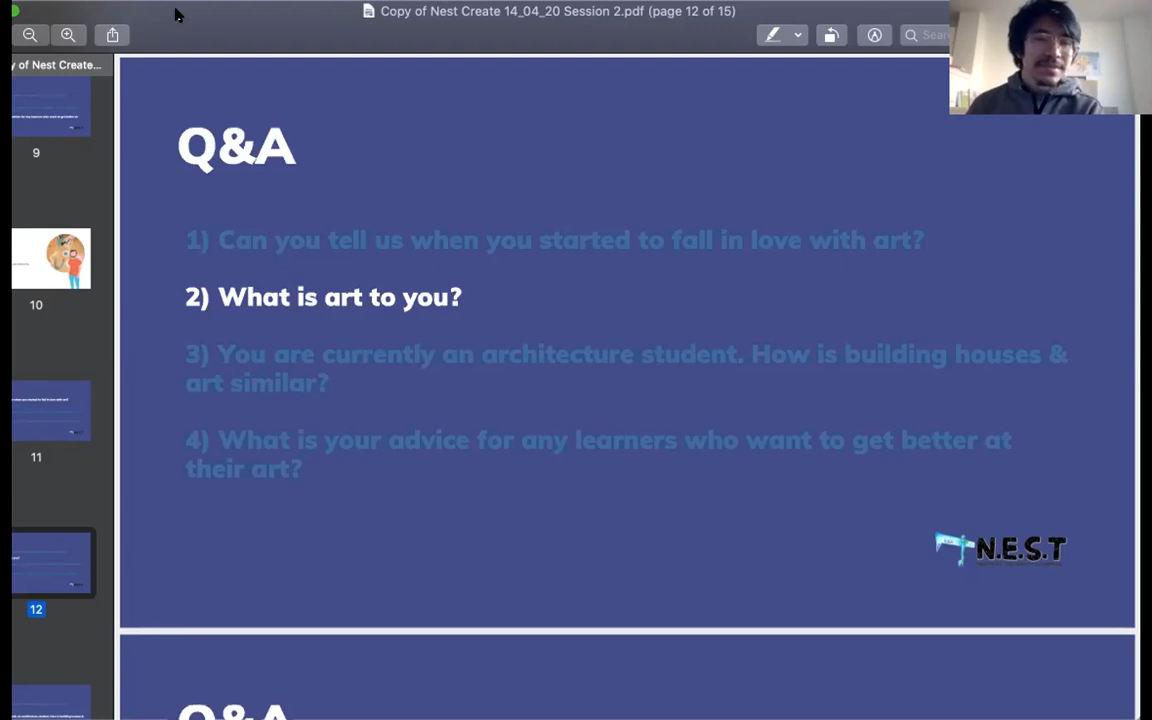 Copy of Nest Create 14_04_20 Session 2.pdf (page 12 of 15)
Sear
y of Nest Create...
9
10
11
12
Q&A
1) Can you tell us when you started to fall in love with art?
2) What is art to you?
3) You are currently an architecture student. How is building houses &
art similar?
4) What is your advice for any learners who want to get better at
their art?
N.E.S.T
Q&A